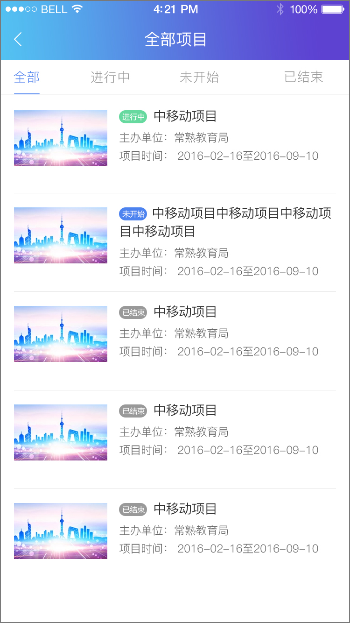 BELL 4:21 PM 100%
全部项目
全部 进行中 未开始 已结束
进行中 中移动项目
主办单位：常熟教育局
项目时间： 2016-02-16至2016-09-10
未开始 中移动项目中移动项目中移动项
目中移动项目
主办单位：常熟教育局
项目时间： 2016-02-16至2016-09-10
已结束 中移动项目
主办单位：常熟教育局
项目时间： 2016-02-16至2016-09-10
已结束 中移动项目
主办单位：常熟教育局
项目时间： 2016-02-16至2016-09-10
已结束 中移动项目
主办单位：常熟教育局
项目时间： 2016-02-16至2016-09-10